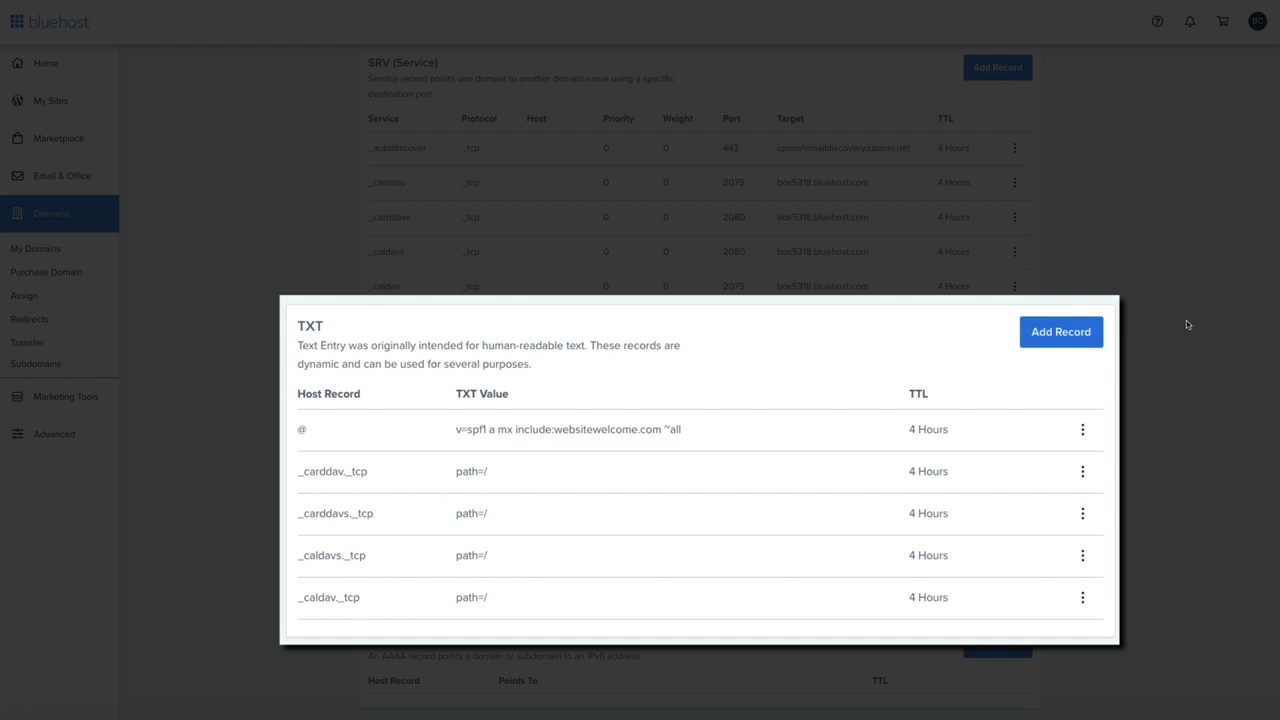 bluehost
BC
Home
My Sites
Marketplace
Email & Office
Domains
My Domains
Purchase Domain
Assign
Redirects
Transfer
Subdomains
Marketing Tools
Advanced
SRV (Service)
Service record points one domain to another domain name using a specific
destination port.
Add Record
Service Protocol Host Priority Weight Port Target TTL
_autodiscover _tcp 0 0 443 cpanelemaildiscovery.cpanel.net 4 Hours
_carddav _tcp 0 0 2079 box5318.bluehost.com 4 Hours
_carddavs _tcp 0 0 2080 box5318.bluehost.com 4 Hours
_caldavs _tcp 0 0 2080 box5318.bluehost.com 4 Hours
_caldav _tcp 0 0 2079 box5318.bluehost.com 4 Hours
TXT
Text Entry was originally intended for human-readable text. These records are
dynamic and can be used for several purposes.
Add Record
Host Record TXT Value TTL
@ v=spf1 a mx include:websitewelcome.com ~all 4 Hours
_carddav._tcp path=/ 4 Hours
_carddavs._tcp path=/ 4 Hours
_caldavs._tcp path=/ 4 Hours
_caldav._tcp path=/ 4 Hours
An AAAA record points a domain or subdomain to an IPv6 address
Host Record Points To TTL